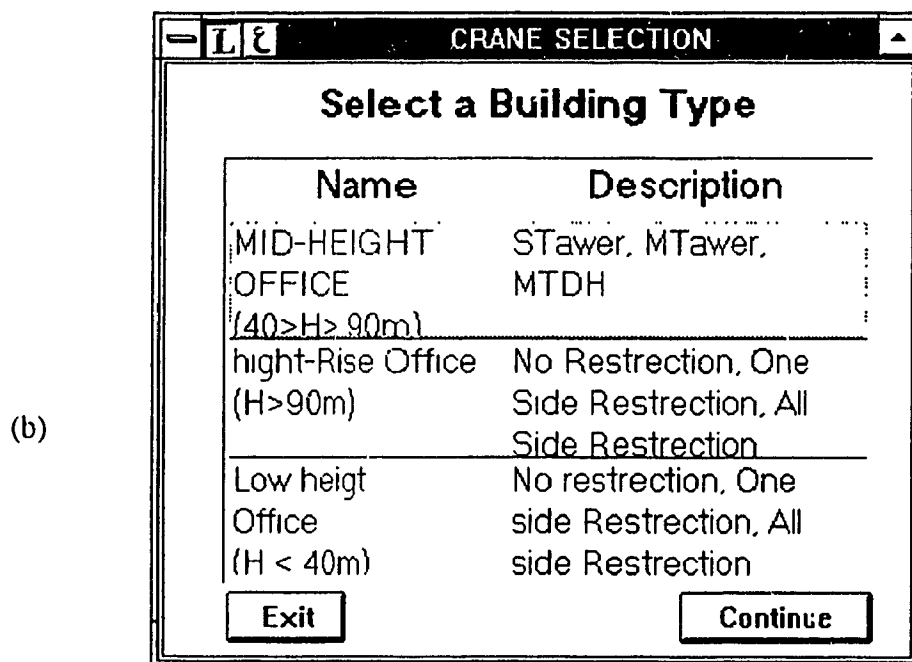 CRANE SELECTION
Select a Building Type
Name Description
MID-HEIGHT STawer, MTawer,
OFFICE MTDH
(40>H> 90m)
hight-Rise Office No Restrection, One
(H>90m) Side Restrection, All
Side Restrection
Low heigt No restrection, One
Office side Restrection, All
(H < 40m) side Restrection
(b)
Exit Continue